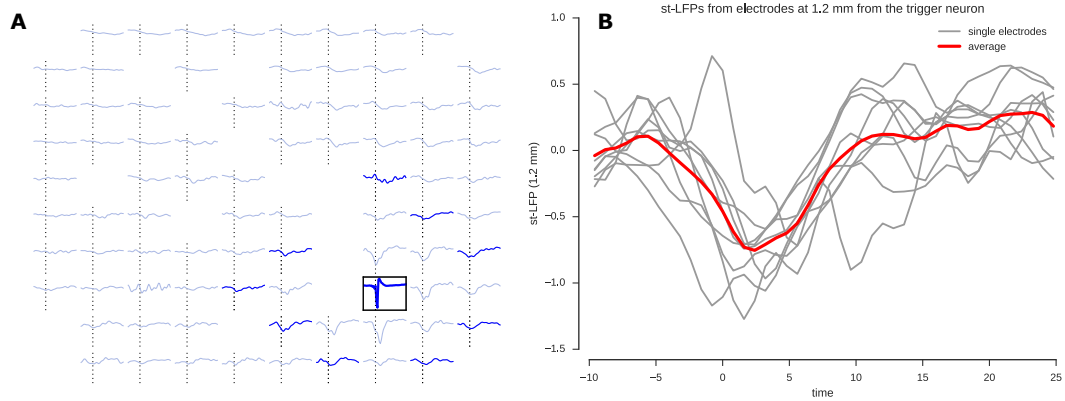 A
B
st-LFPs from electrodes at 1.2 mm from the trigger neuron
single electrodes
average
1.0
0.5
0.0
−0.5
−1.0
−1.5
st-LFP (1.2 mm)
−10
−5
0
5
10
15
20
25
time